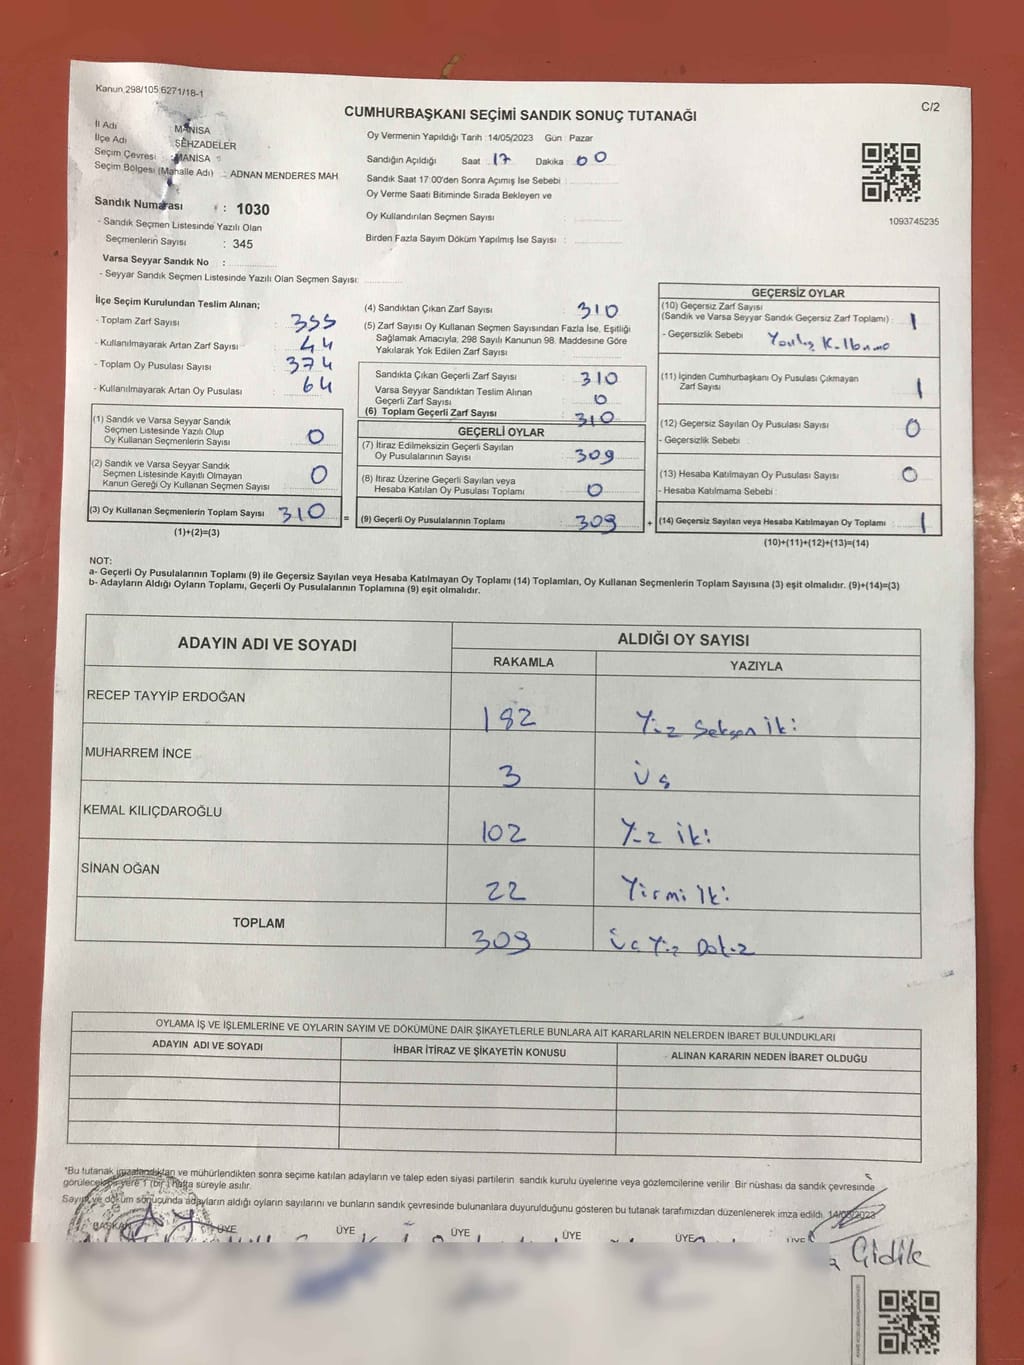 Kanun 298/105 6271/18-1
C/2
CUMHURBAŞKANI SEÇİMİ SANDIK SONUÇ TUTANAĞI
İl Adı : MANİSA
İlçe Adı : ŞEHZADELER
Seçim Çevresi : MANİSA
Seçim Bölgesi (Mahalle Adı) : ADNAN MENDERES MAH
Sandık Numarası : 1030
- Sandık Seçmen Listesinde Yazılı Olan
Seçmenlerin Sayısı : 345
Varsa Seyyar Sandık No :
- Seyyar Sandık Seçmen Listesinde Yazılı Olan Seçmen Sayısı:
Oy Vermenin Yapıldığı Tarih :14/05/2023 Gün : Pazar
Sandığın Açıldığı Saat 17 Dakika 00
Sandık Saat 17:00'den Sonra Açımış İse Sebebi :
Oy Verme Saati Bitiminde Sırada Bekleyen ve
Oy Kullandırılan Seçmen Sayısı
Birden Fazla Sayım Döküm Yapılmış İse Sayısı :
1093745235
İlçe Seçim Kurulundan Teslim Alınan;
- Toplam Zarf Sayısı : 355
- Kullanılmayarak Artan Zarf Sayısı : 44
- Toplam Oy Pusulası Sayısı : 374
- Kullanılmayarak Artan Oy Pusulası : 64
(1) Sandık ve Varsa Seyyar Sandık
Seçmen Listesinde Yazılı Olup
Oy Kullanan Seçmenlerin Sayısı : 0
(2) Sandık ve Varsa Seyyar Sandık
Seçmen Listesinde Kayıtlı Olmayan
Kanun Gereği Oy Kullanan Seçmen Sayısı : 0
(3) Oy Kullanan Seçmenlerin Toplam Sayısı : 310
(1)+(2)=(3)
(4) Sandıktan Çıkan Zarf Sayısı : 310
(5) Zarf Sayısı Oy Kullanan Seçmen Sayısından Fazla İse, Eşitliği
Sağlamak Amacıyla, 298 Sayılı Kanunun 98. Maddesine Göre
Yakılarak Yok Edilen Zarf Sayısı
Sandıkta Çıkan Geçerli Zarf Sayısı : 310
Varsa Seyyar Sandıktan Teslim Alınan
Geçerli Zarf Sayısı : 0
(6) Toplam Geçerli Zarf Sayısı : 310
GEÇERLİ OYLAR
(7) İtiraz Edilmeksizin Geçerli Sayılan
Oy Pusulalarının Sayısı : 309
(8) İtiraz Üzerine Geçerli Sayılan veya
Hesaba Katılan Oy Pusulası Toplamı : 0
= (9) Geçerli Oy Pusulalarının Toplamı : 309
GEÇERSİZ OYLAR
(10) Geçersiz Zarf Sayısı
(Sandık ve Varsa Seyyar Sandık Geçersiz Zarf Toplamı) : 1
- Geçersizlik Sebebi :
(11) İçinden Cumhurbaşkanı Oy Pusulası Çıkmayan
Zarf Sayısı : 1
(12) Geçersiz Sayılan Oy Pusulası Sayısı : 0
- Geçersizlik Sebebi :
(13) Hesaba Katılmayan Oy Pusulası Sayısı : 0
- Hesaba Katılmama Sebebi :
+ (14) Geçersiz Sayılan veya Hesaba Katılmayan Oy Toplamı : 1
(10)+(11)+(12)+(13)=(14)
NOT:
a- Geçerli Oy Pusulalarının Toplamı (9) ile Geçersiz Sayılan veya Hesaba Katılmayan Oy Toplamı (14) Toplamları, Oy Kullanan Seçmenlerin Toplam Sayısına (3) eşit olmalıdır. (9)+(14)=(3)
b- Adayların Aldığı Oyların Toplamı, Geçerli Oy Pusulalarının Toplamına (9) eşit olmalıdır.
ADAYIN ADI VE SOYADI ALDIĞI OY SAYISI
RAKAMLA YAZIYLA
RECEP TAYYİP ERDOĞAN 182 Yüz Seksen İki
MUHARREM İNCE 3 Üç
KEMAL KILIÇDAROĞLU 102 Yüz iki
SİNAN OĞAN 22 Yirmi İki
TOPLAM 309 Üç Yüz Dokuz
OYLAMA İŞ VE İŞLEMLERİNE VE OYLARIN SAYIM VE DÖKÜMÜNE DAİR ŞİKAYETLERLE BUNLARA AİT KARARLARIN NELERDEN İBARET BULUNDUKLARI
ADAYIN ADI VE SOYADI İHBAR İTİRAZ VE ŞİKAYETİN KONUSU ALINAN KARARIN NEDEN İBARET OLDUĞU
*Bu tutanak imzalandıktan ve mühürlendikten sonra seçime katılan adayların ve talep eden siyasi partilerin sandık kurulu üyelerine veya gözlemcilerine verilir. Bir nüshası da sandık çevresinde
görülecek bir yere 1 (bir) hafta süreyle asılır.
Sayım ve döküm sonucunda adayların aldığı oyların sayılarını ve bunların sandık çevresinde bulunanlara duyurulduğunu gösteren bu tutanak tarafımızdan düzenlenerek imza edildi. 14/05/2023
BAŞKAN ÜYE ÜYE ÜYE ÜYE ÜYE ÜYE
Gidik